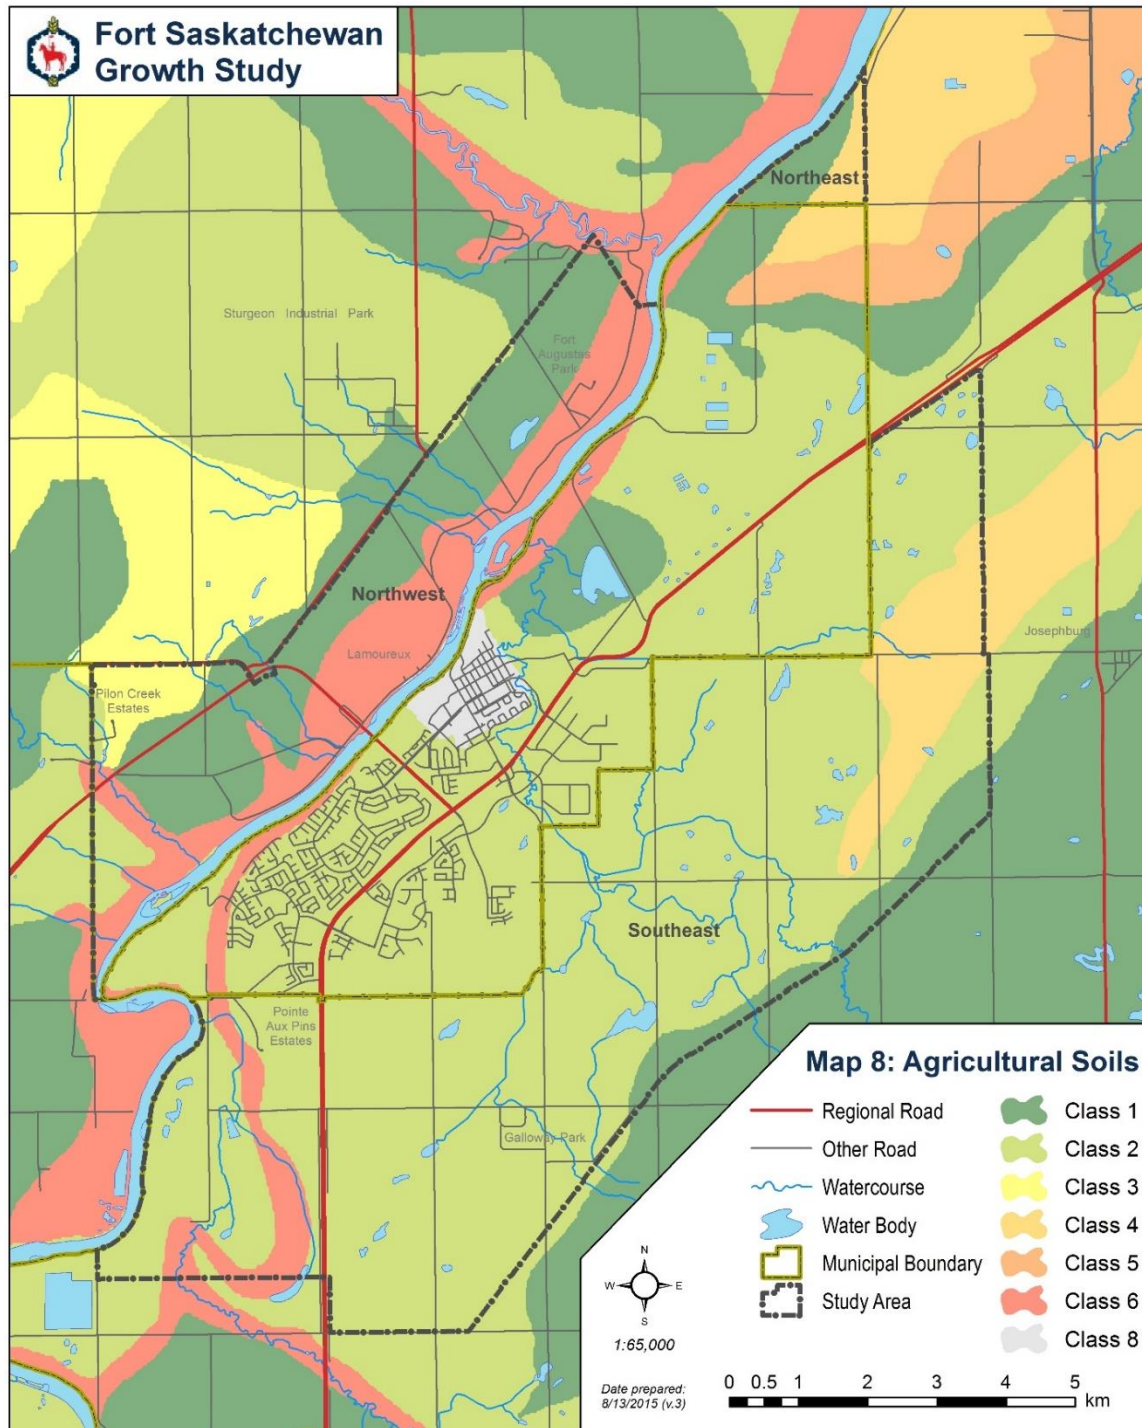 Fort Saskatchewan
Growth Study
Northeast
Sturgeon Industrial Park
Fort
Augustas
Park
Northwest
Lamoureux
Josephburg
Pilon Creek
Estates
Southeast
Pointe
Aux Pins
Estates
Galloway Park
Map 8: Agricultural Soils
Regional Road
Other Road
Watercourse
Water Body
Municipal Boundary
Study Area
Class 1
Class 2
Class 3
Class 4
Class 5
Class 6
Class 8
N
W E
S
1:65,000
Date prepared:
8/13/2015 (v.3)
0 0.5 1 2 3 4 5
km